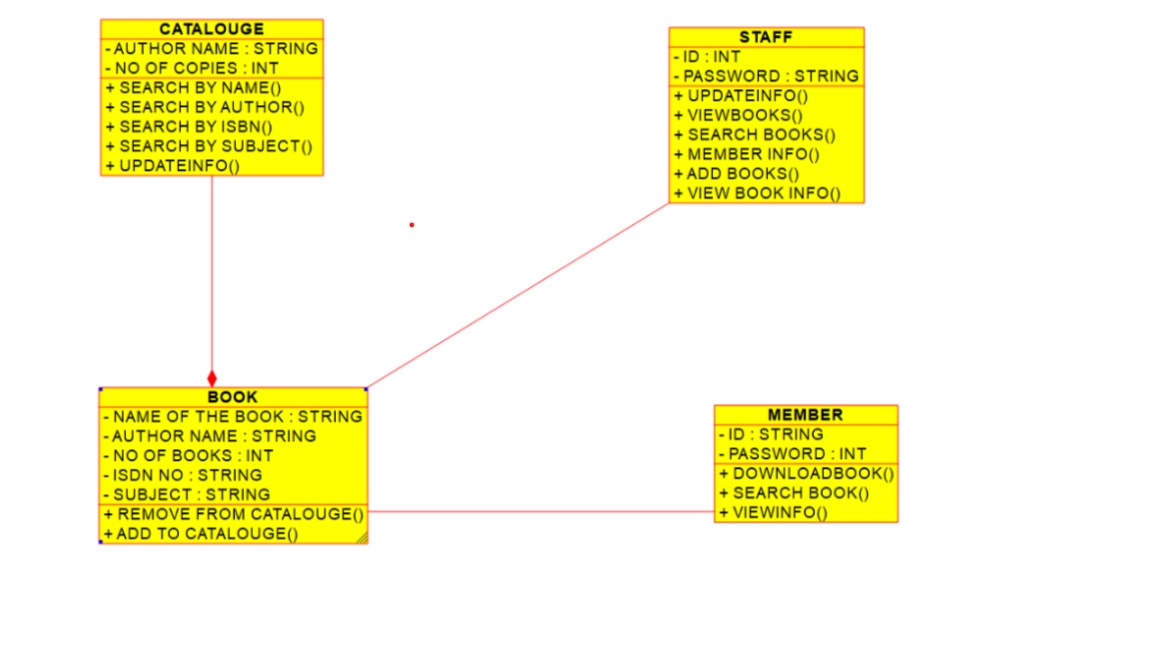 CATALOUGE
- AUTHOR NAME : STRING
- NO OF COPIES : INT
+ SEARCH BY NAME()
+ SEARCH BY AUTHOR()
+ SEARCH BY ISBN()
+ SEARCH BY SUBJECT()
+ UPDATEINFO()
STAFF
- ID : INT
- PASSWORD : STRING
+ UPDATEINFO()
+ VIEWBOOKS()
+ SEARCH BOOKS()
+ MEMBER INFO()
+ ADD BOOKS()
+ VIEW BOOK INFO()
BOOK
- NAME OF THE BOOK : STRING
- AUTHOR NAME : STRING
- NO OF BOOKS : INT
- ISDN NO : STRING
- SUBJECT : STRING
+ REMOVE FROM CATALOUGE()
+ ADD TO CATALOUGE()
MEMBER
- ID : STRING
- PASSWORD : INT
+ DOWNLOADBOOK()
+ SEARCH BOOK()
+ VIEWINFO()